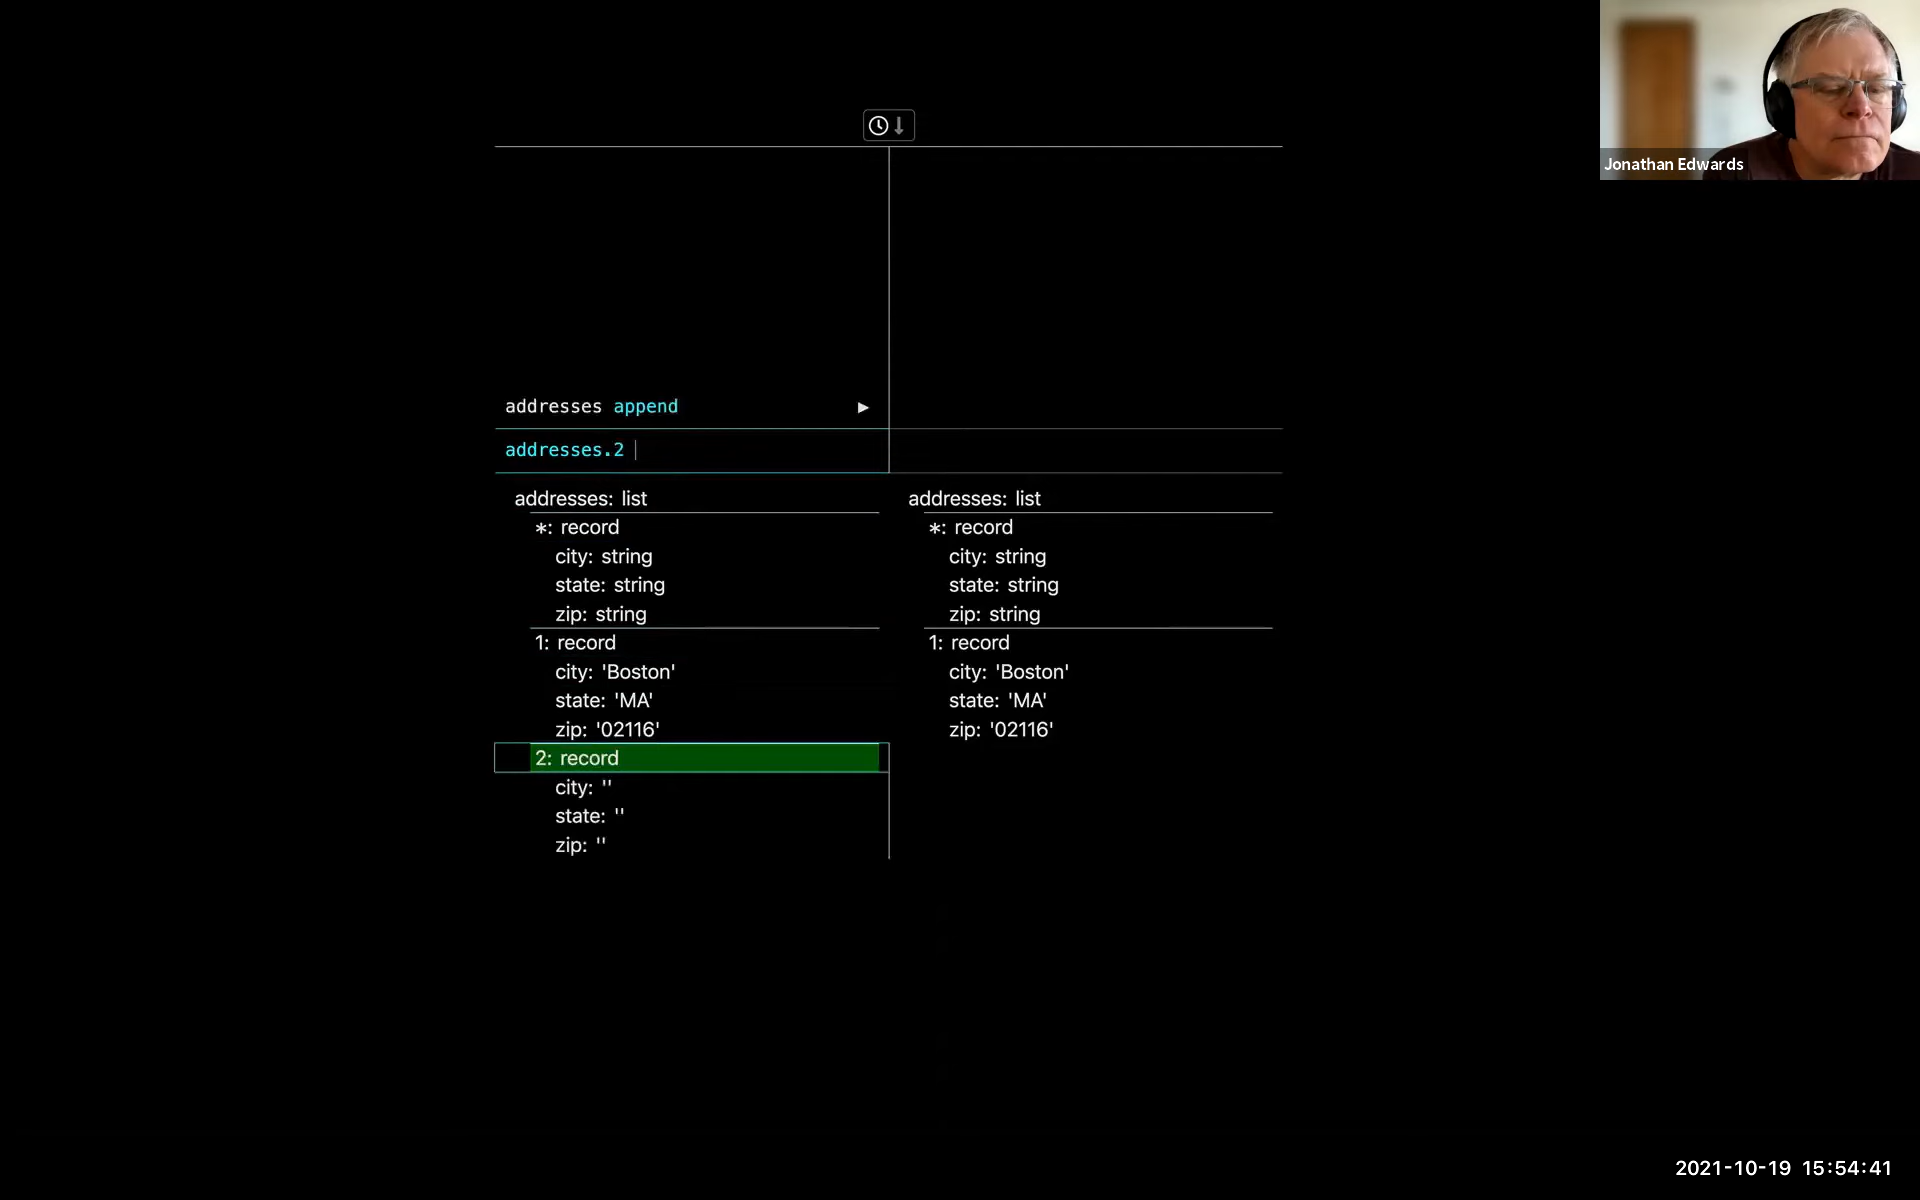 Jonathan Edwards
addresses append
addresses.2
addresses: list
*: record
city: string
state: string
zip: string
1: record
city: 'Boston'
state: 'MA'
zip: '02116'
2: record
city: ''
state: ''
zip: ''
addresses: list
*: record
city: string
state: string
zip: string
1: record
city: 'Boston'
state: 'MA'
zip: '02116'
2021-10-19 15:54:41